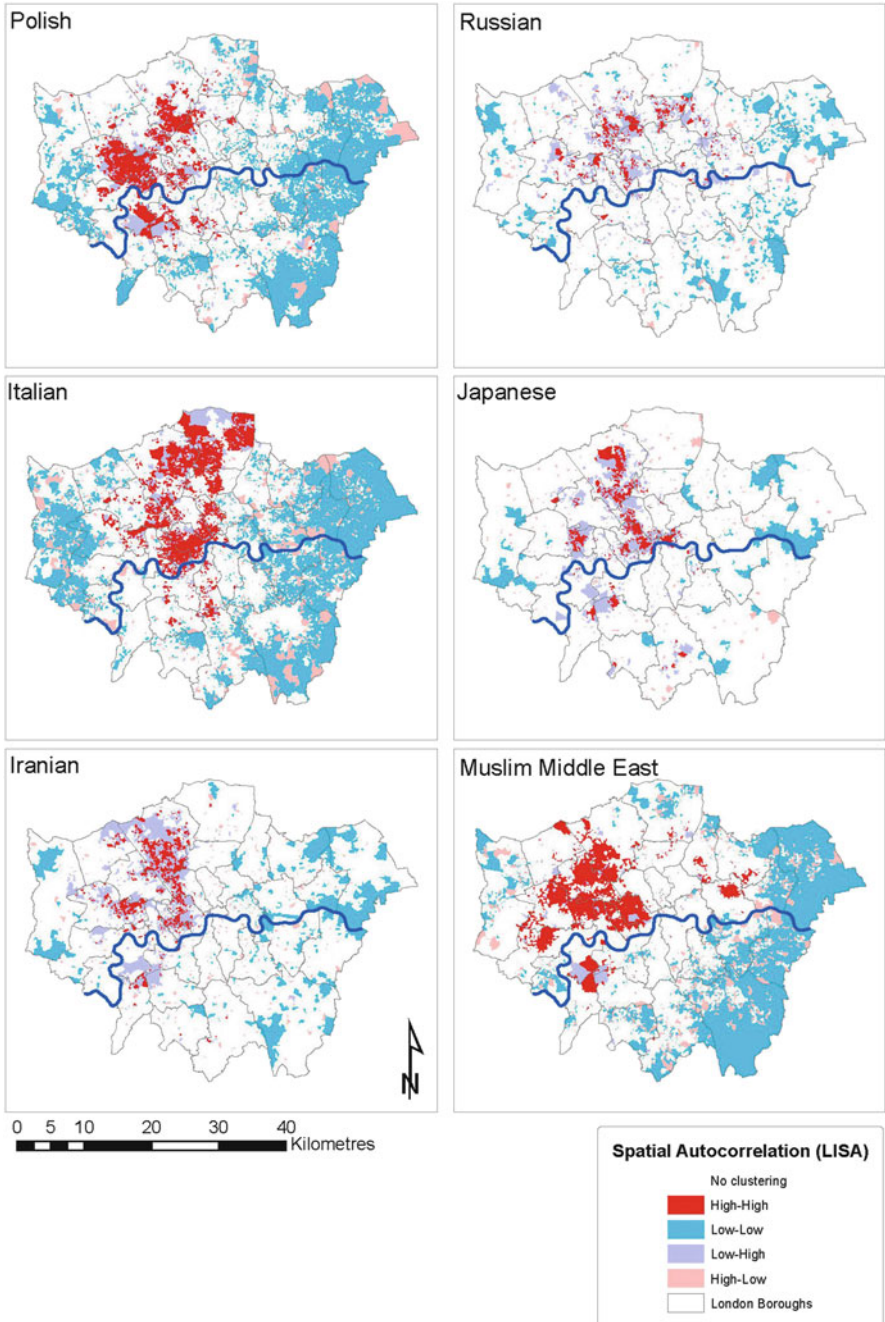 Polish
Russian
Italian
Japanese
Iranian
Muslim Middle East
N
0 5 10 20 30 40
Kilometres
Spatial Autocorrelation (LISA)
No clustering
High-High
Low-Low
Low-High
High-Low
London Boroughs